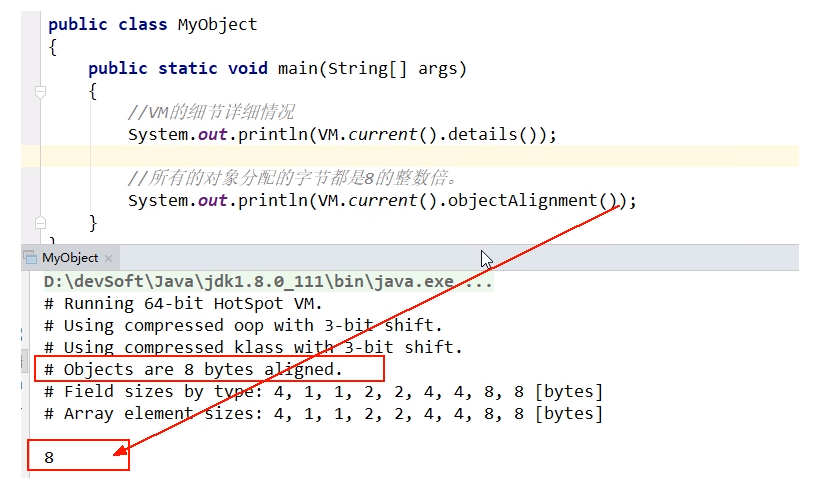 public class MyObject
{
public static void main(String[] args)
{
//VM的细节详细情况
System.out.println(VM.current().details());
//所有的对象分配的字节都是8的整数倍。
System.out.println(VM.current().objectAlignment());
}
}
MyObject ×
D:\devSoft\Java\jdk1.8.0_111\bin\java.exe ...
# Running 64-bit HotSpot VM.
# Using compressed oop with 3-bit shift.
# Using compressed klass with 3-bit shift.
# Objects are 8 bytes aligned.
# Field sizes by type: 4, 1, 1, 2, 2, 4, 4, 8, 8 [bytes]
# Array element sizes: 4, 1, 1, 2, 2, 4, 4, 8, 8 [bytes]
8